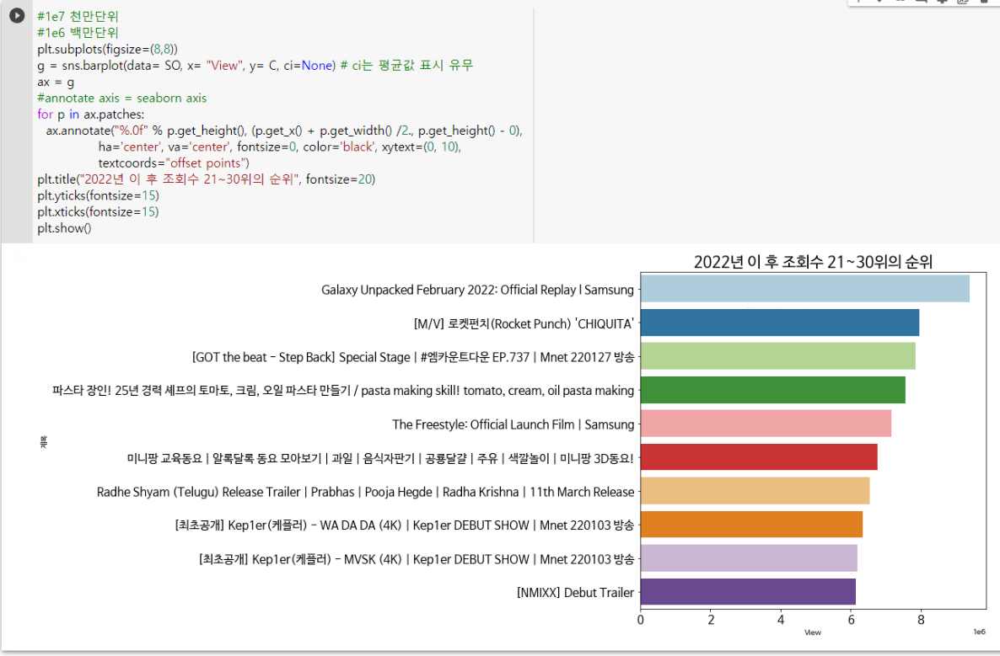 #1e7 천만단위
#1e6 백만단위
plt.subplots(figsize=(8,8))
g = sns.barplot(data= SO, x= "View", y= C, ci=None) # ci는 평균값 표시 유무
ax = g
#annotate axis = seaborn axis
for p in ax.patches:
ax.annotate("%.0f" % p.get_height(), (p.get_x() + p.get_width() /2., p.get_height() - 0),
ha='center', va='center', fontsize=0, color='black', xytext=(0, 10),
textcoords="offset points")
plt.title("2022년 이 후 조회수 21~30위의 순위", fontsize=20)
plt.yticks(fontsize=15)
plt.xticks(fontsize=15)
plt.show()
2022년 이 후 조회수 21~30위의 순위
Galaxy Unpacked February 2022: Official Replay l Samsung
[M/V] 로켓펀치(Rocket Punch) 'CHIQUITA'
[GOT the beat - Step Back] Special Stage | #엠카운트다운 EP.737 | Mnet 220127 방송
파스타 장인! 25년 경력 셰프의 토마토, 크림, 오일 파스타 만들기 / pasta making skill! tomato, cream, oil pasta making
The Freestyle: Official Launch Film | Samsung
제목
미니팡 교육동요 | 알록달록 동요 모아보기 | 과일 | 음식자판기 | 공룡달걀 | 주유 | 색깔놀이 | 미니팡 3D동요!
Radhe Shyam (Telugu) Release Trailer | Prabhas | Pooja Hegde | Radha Krishna | 11th March Release
[최초공개] Kep1er(케플러) - WA DA DA (4K) | Kep1er DEBUT SHOW | Mnet 220103 방송
[최초공개] Kep1er(케플러) - MVSK (4K) | Kep1er DEBUT SHOW | Mnet 220103 방송
[NMIXX] Debut Trailer
0 2 4 6 8
View 1e6